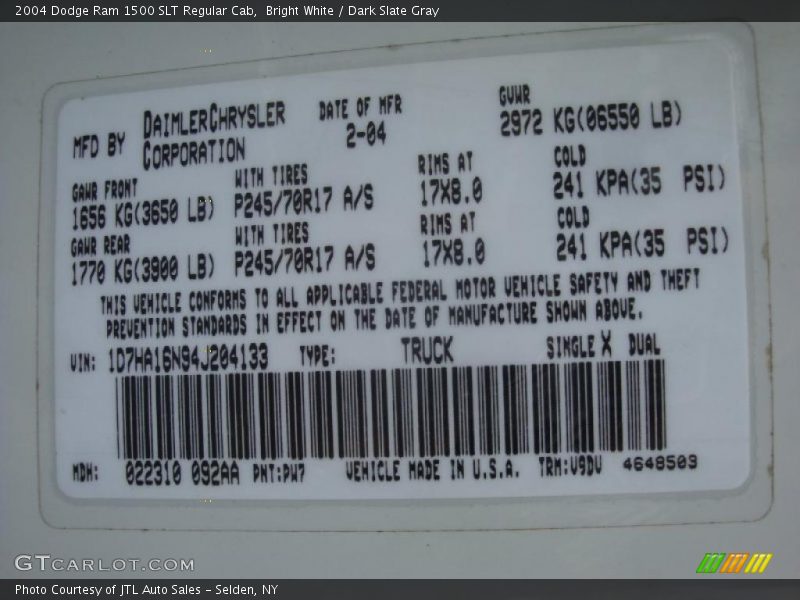 2004 Dodge Ram 1500 SLT Regular Cab,  Bright White / Dark Slate Gray
MFD BY DAIMLERCHRYSLER CORPORATION DATE OF MFR 2-04 GVWR 2972 KG(06550 LB)
GAWR FRONT 1656 KG(3650 LB) WITH TIRES P245/70R17 A/S RIMS AT 17X8.0 COLD 241 KPA(35 PSI)
GAWR REAR 1770 KG(3900 LB) WITH TIRES P245/70R17 A/S RIMS AT 17X8.0 COLD 241 KPA(35 PSI)
THIS VEHICLE CONFORMS TO ALL APPLICABLE FEDERAL MOTOR VEHICLE SAFETY AND THEFT
PREVENTION STANDARDS IN EFFECT ON THE DATE OF MANUFACTURE SHOWN ABOVE.
VIN: 1D7HA16N94J204133 TYPE: TRUCK SINGLE X DUAL
MDH: 022310 092AA PNT:PW7 VEHICLE MADE IN U.S.A. TRM:V9DV 4648503
GTCARLOT.COM
Photo Courtesy of JTL Auto Sales - Selden, NY